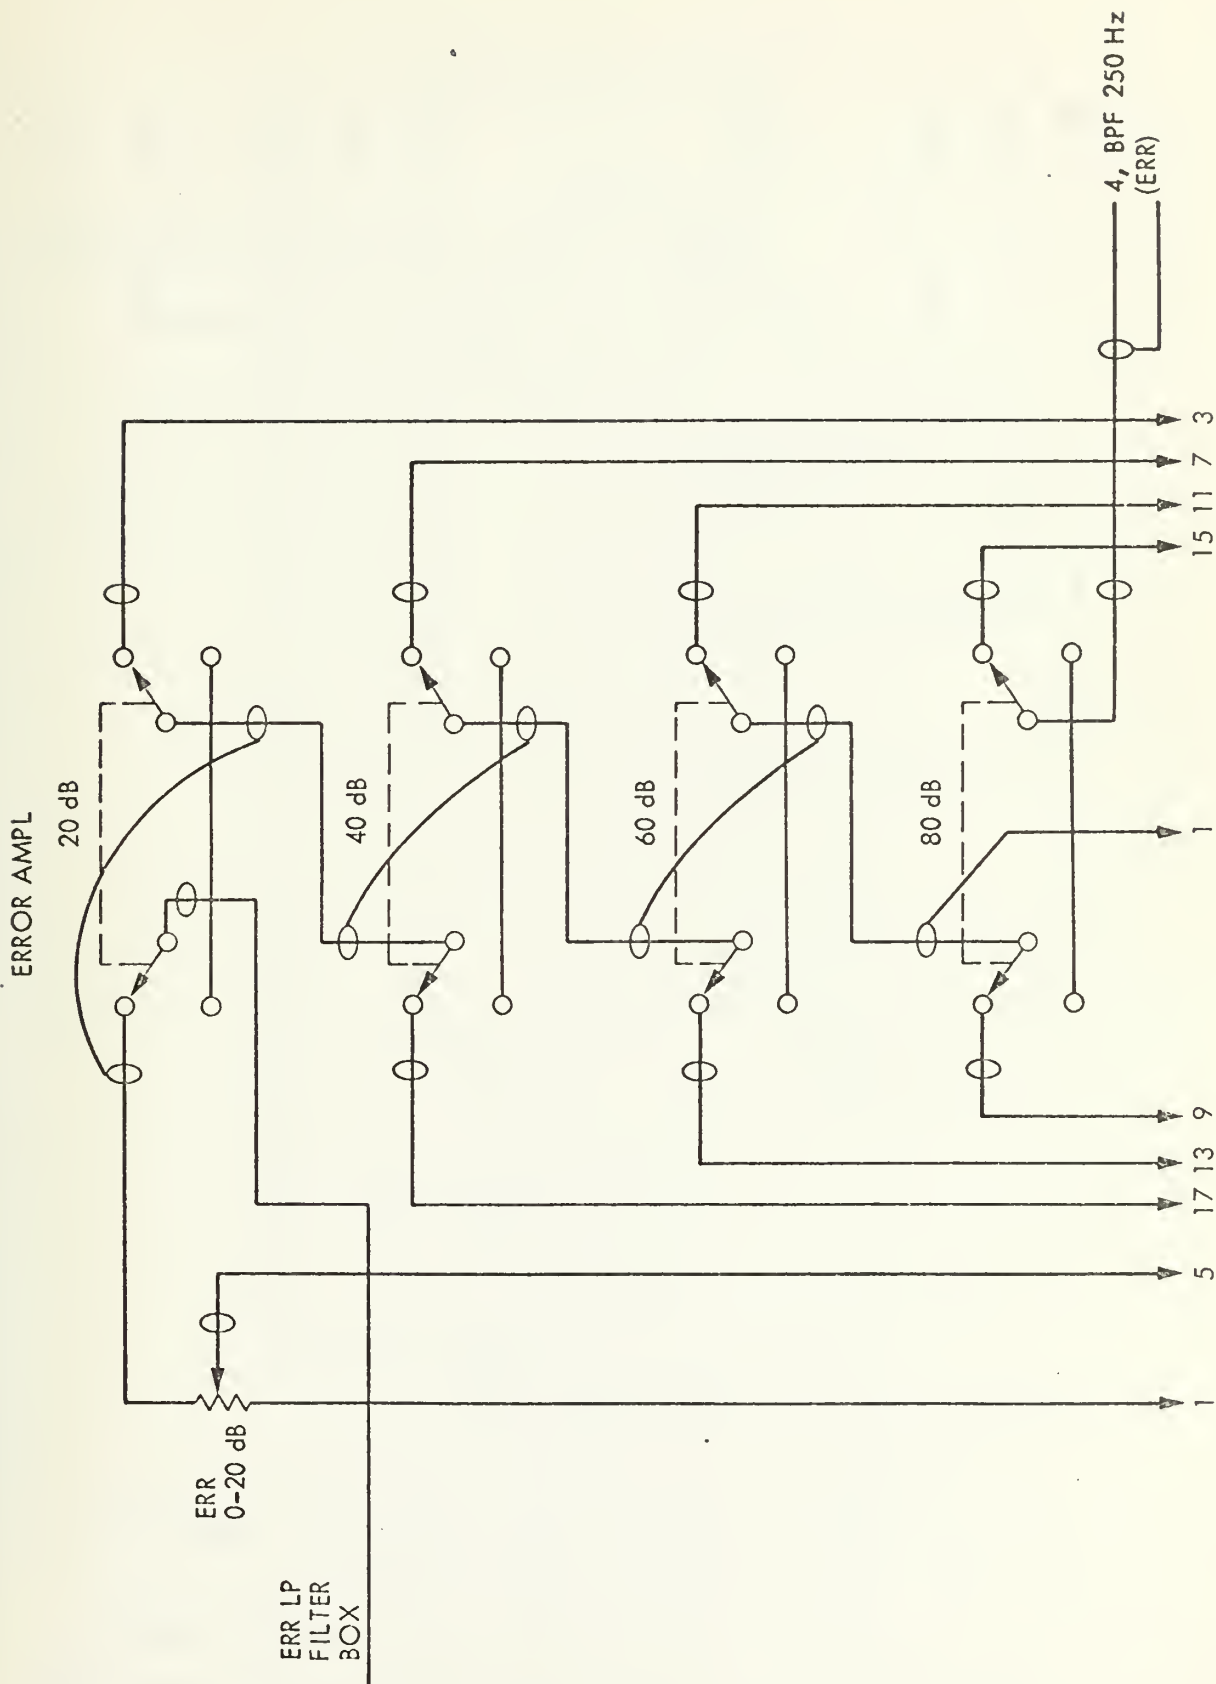 ERROR AMPL
20 dB
40 dB
60 dB
80 dB
ERR
0-20 dB
ERR LP
FILTER
BOX
4, BPF 250 Hz
(ERR)
1
5
17
13
9
1
15
11
7
3